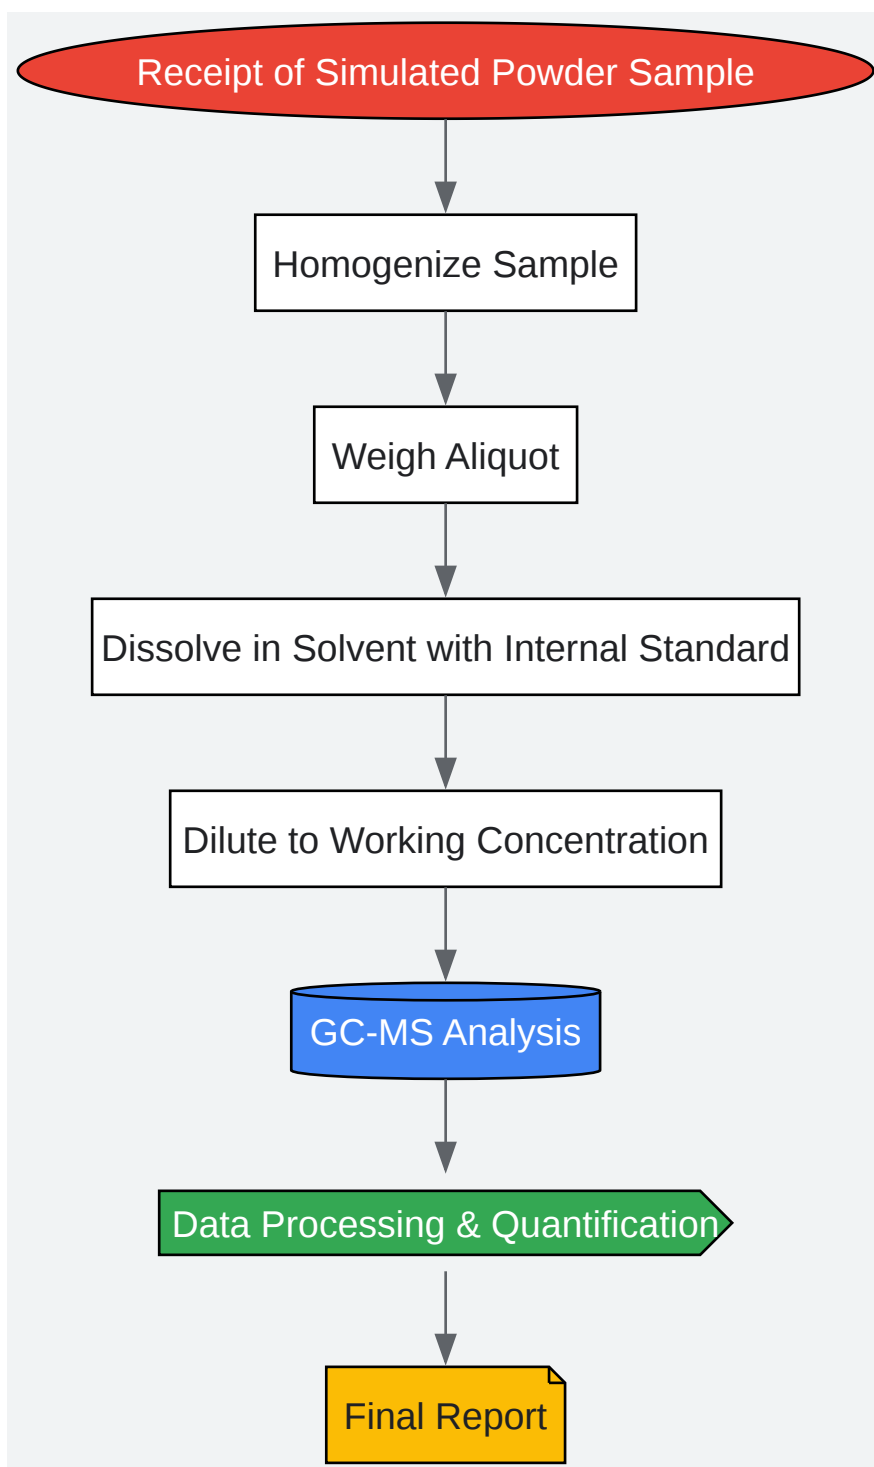 Receipt of Simulated Powder Sample
Homogenize Sample
Weigh Aliquot
Dissolve in Solvent with Internal Standard
Dilute to Working Concentration
GC-MS Analysis
Data Processing & Quantification
Final Report